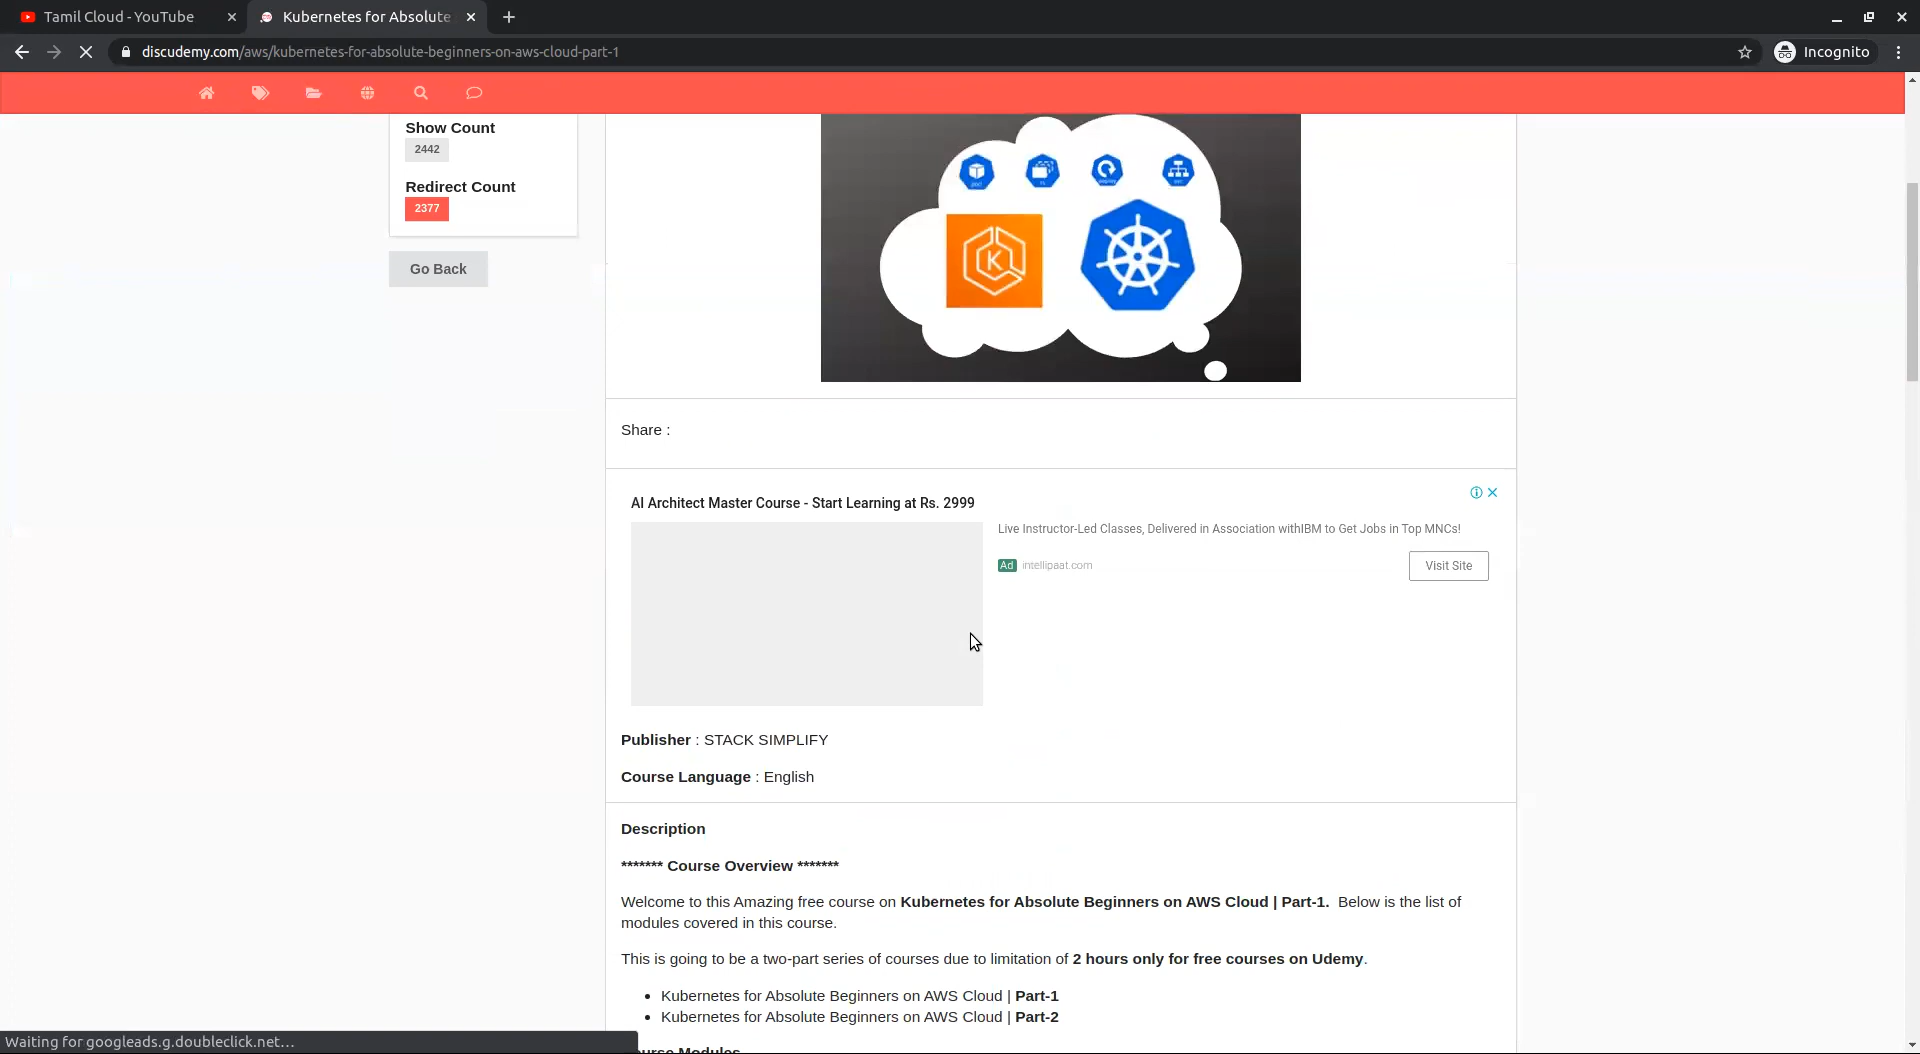 Tamil Cloud - YouTube
Kubernetes for Absolute
discudemy.com/aws/kubernetes-for-absolute-beginners-on-aws-cloud-part-1
Incognito
Show Count
2442
Redirect Count
2377
Go Back
K
Share :
AI Architect Master Course - Start Learning at Rs. 2999
Live Instructor-Led Classes, Delivered in Association withIBM to Get Jobs in Top MNCs!
Ad intellipaat.com
Visit Site
Publisher : STACK SIMPLIFY
Course Language : English
Description
******* Course Overview *******
Welcome to this Amazing free course on Kubernetes for Absolute Beginners on AWS Cloud | Part-1.  Below is the list of
modules covered in this course.
This is going to be a two-part series of courses due to limitation of 2 hours only for free courses on Udemy.
• Kubernetes for Absolute Beginners on AWS Cloud | Part-1
• Kubernetes for Absolute Beginners on AWS Cloud | Part-2
Waiting for googleads.g.doubleclick.net...